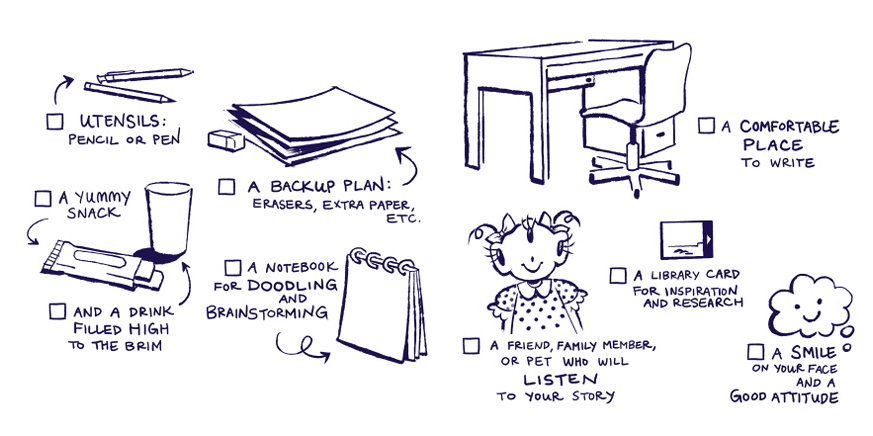 UTENSILS:
PENCIL OR PEN
A YUMMY
SNACK
AND A DRINK
FILLED HIGH
TO THE BRIM
A BACKUP PLAN:
ERASERS, EXTRA PAPER,
ETC.
A NOTEBOOK
FOR DOODLING
AND
BRAINSTORMING
A COMFORTABLE
PLACE
TO WRITE
A FRIEND, FAMILY MEMBER,
OR PET WHO WILL
LISTEN
TO YOUR STORY
A LIBRARY CARD
FOR INSPIRATION
AND RESEARCH
A SMILE
ON YOUR FACE
AND A
GOOD ATTITUDE